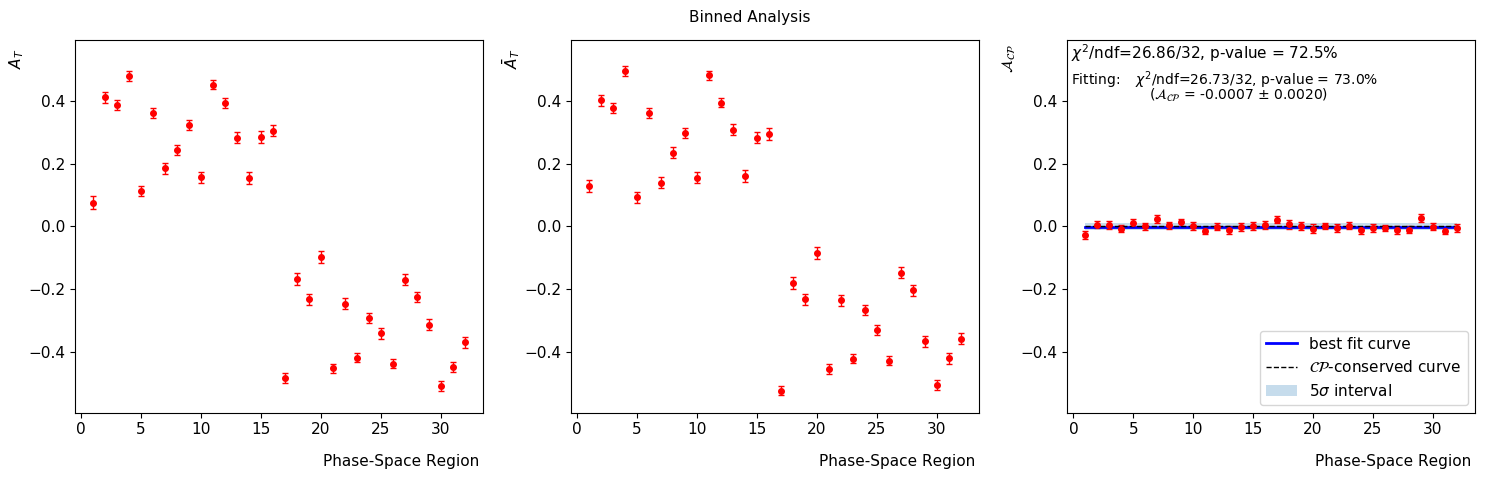 Binned Analysis
A_T
0.4
0.2
0.0
−0.2
−0.4
0 5 10 15 20 25 30
Phase-Space Region
Ā_T
0.4
0.2
0.0
−0.2
−0.4
0 5 10 15 20 25 30
Phase-Space Region
𝒜_𝒞𝒫
χ²/ndf=26.86/32, p-value = 72.5%
Fitting: χ²/ndf=26.73/32, p-value = 73.0%
(𝒜_𝒞𝒫 = -0.0007 ± 0.0020)
0.4
0.2
0.0
−0.2
−0.4
best fit curve
𝒞𝒫-conserved curve
5σ interval
0 5 10 15 20 25 30
Phase-Space Region